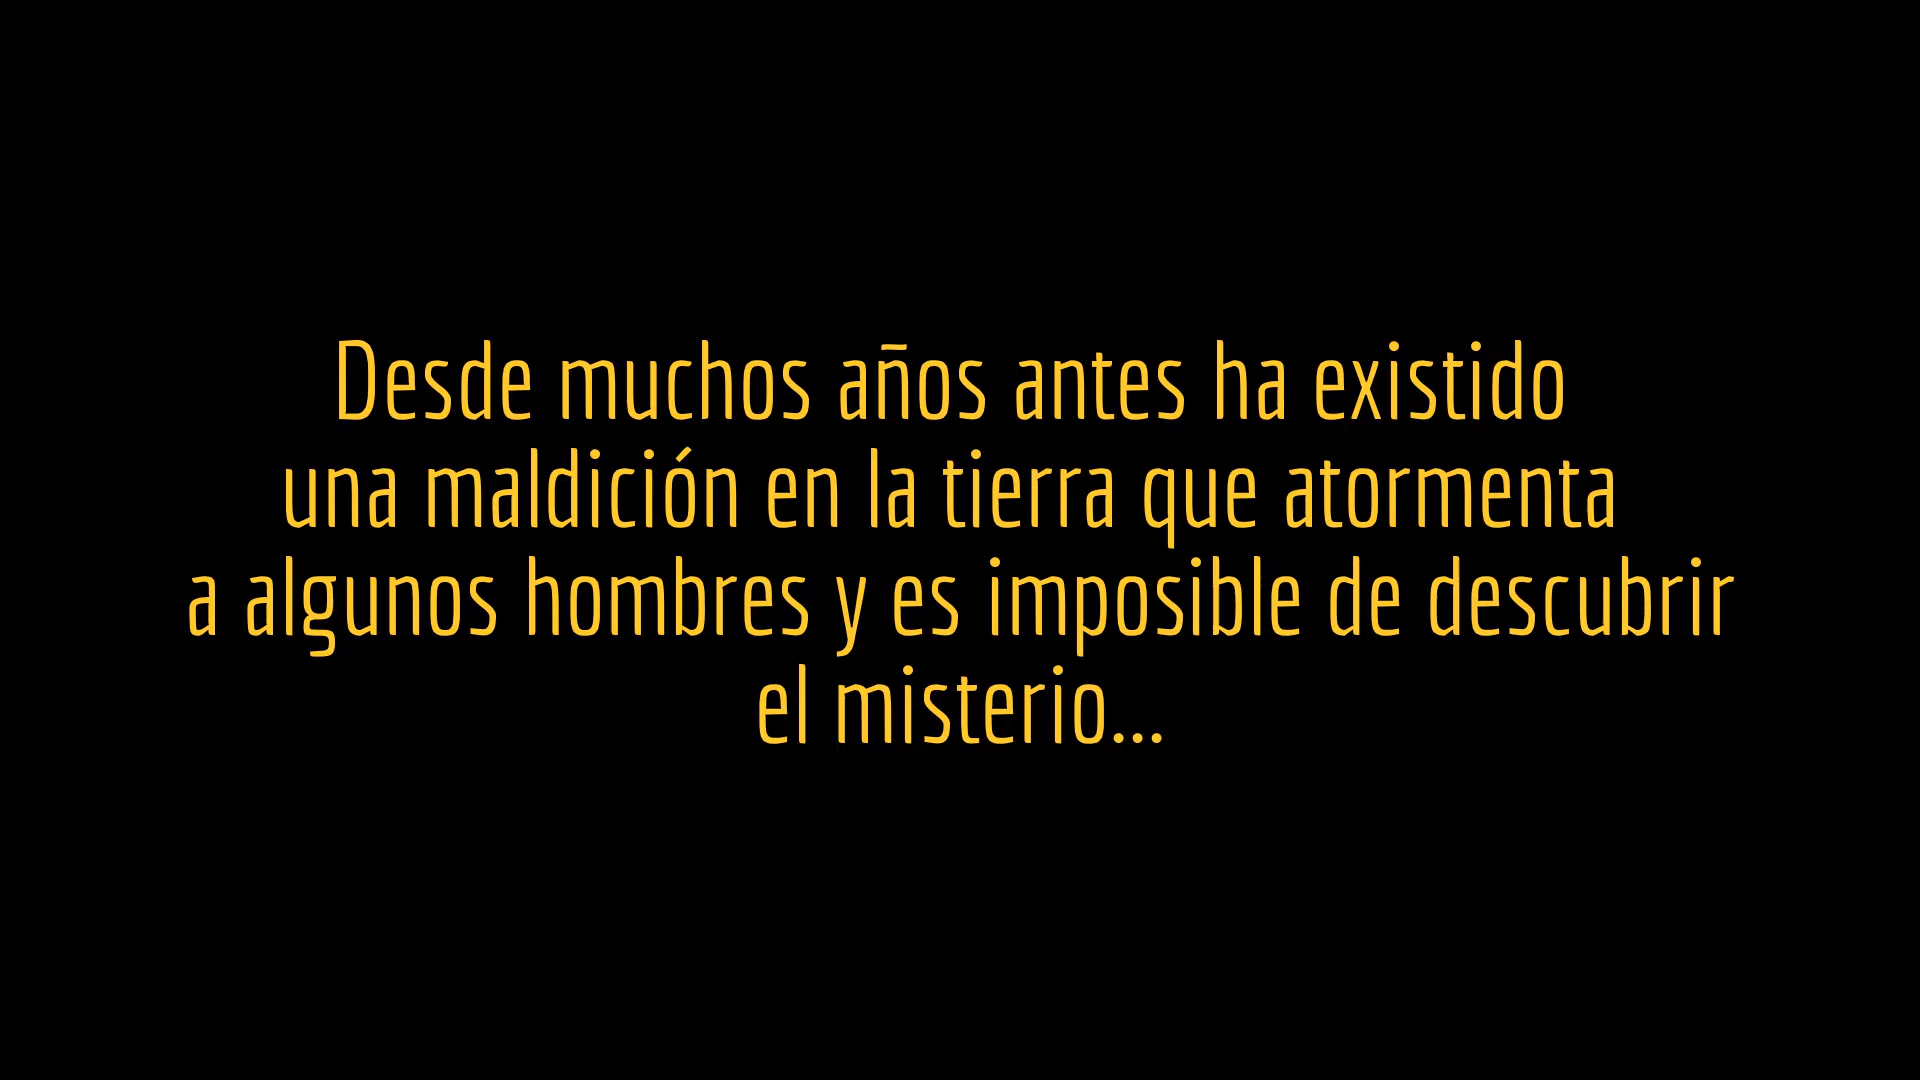 Desde muchos años antes ha existido
una maldición en la tierra que atormenta
a algunos hombres y es imposible de descubrir
el misterio...